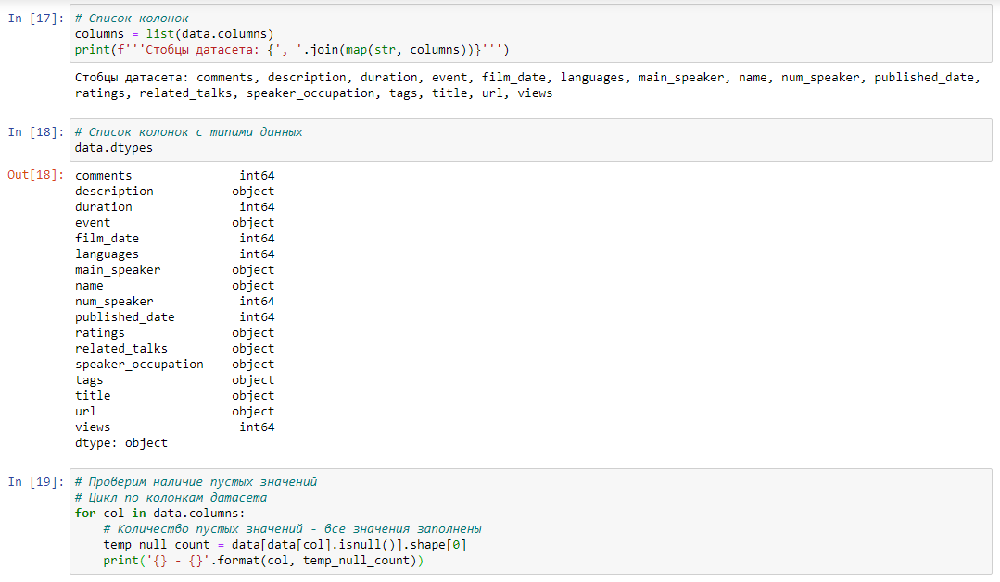 In [17]: # Список колонок
columns = list(data.columns)
print(f'''Стобцы датасета: {', '.join(map(str, columns))}''')
Стобцы датасета: comments, description, duration, event, film_date, languages, main_speaker, name, num_speaker, published_date,
ratings, related_talks, speaker_occupation, tags, title, url, views
In [18]: # Список колонок с типами данных
data.dtypes
Out[18]: comments int64
description object
duration int64
event object
film_date int64
languages int64
main_speaker object
name object
num_speaker int64
published_date int64
ratings object
related_talks object
speaker_occupation object
tags object
title object
url object
views int64
dtype: object
In [19]: # Проверим наличие пустых значений
# Цикл по колонкам датасета
for col in data.columns:
# Количество пустых значений - все значения заполнены
temp_null_count = data[data[col].isnull()].shape[0]
print('{} - {}'.format(col, temp_null_count))